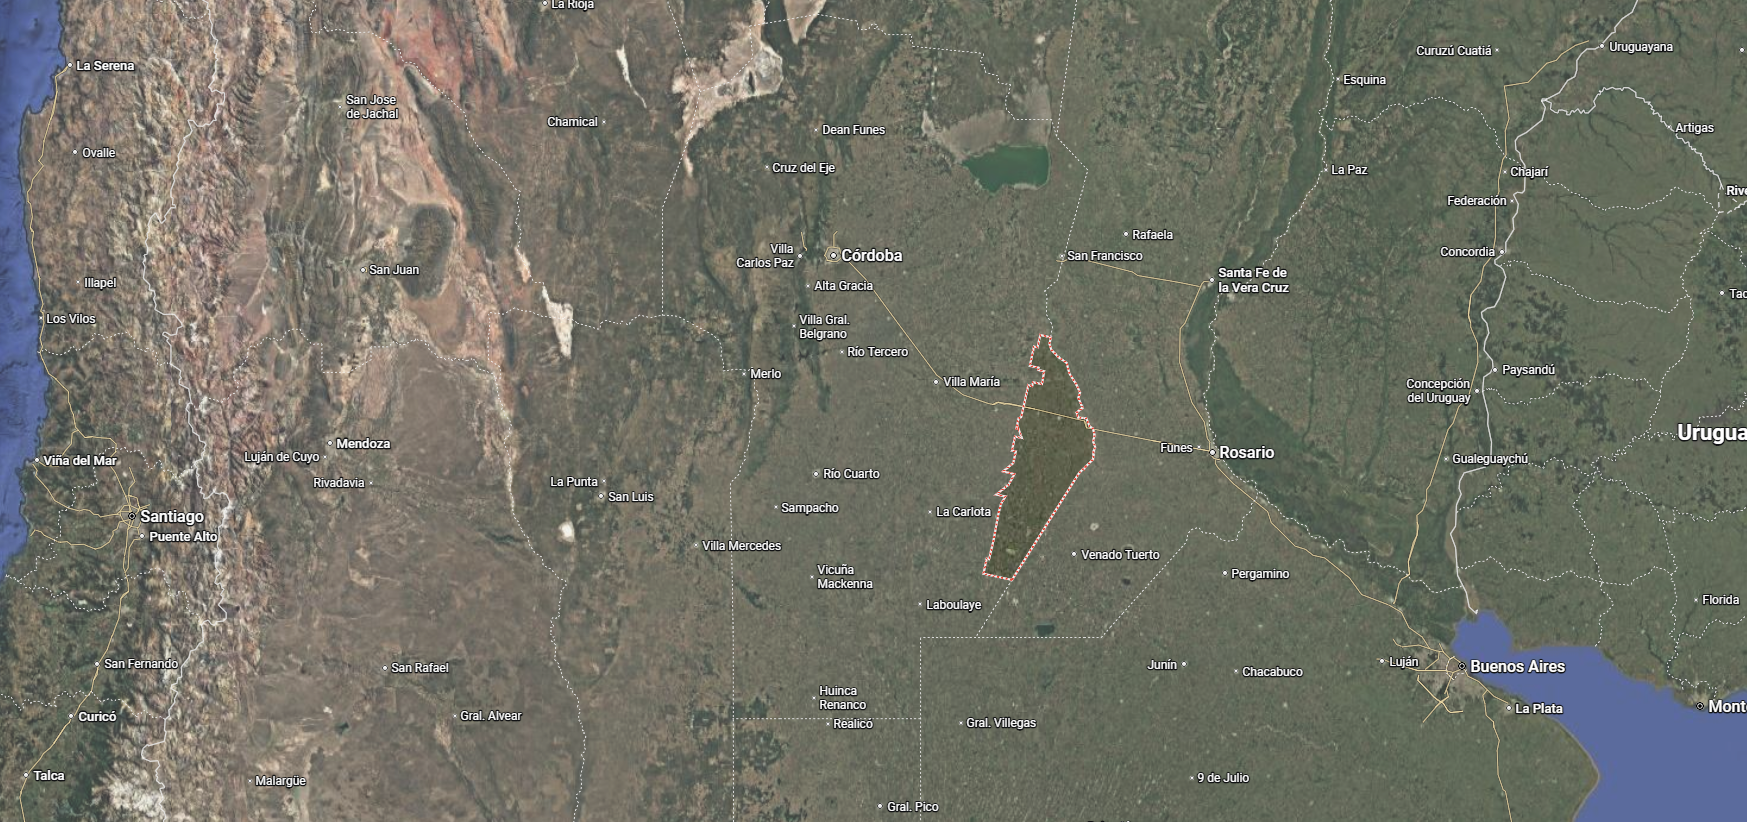 La Rioja
La Serena
San Jose
de Jachal
Chamical
Dean Funes
Curuzú Cuatiá
Uruguayana
Esquina
Artigas
Ovalle
Cruz del Eje
La Paz
Chajarí
Federación
Rive
Rafaela
Villa
Carlos Paz
Córdoba
San Francisco
Concordia
San Juan
Santa Fe de
la Vera Cruz
Illapel
Alta Gracia
Tac
Los Vilos
Villa Gral.
Belgrano
Río Tercero
Merlo
Villa María
Paysandú
Concepción
del Uruguay
Urugua
Mendoza
Luján de Cuyo
Funes
Rosario
Viña del Mar
Gualeguaychú
Rivadavia
La Punta
San Luis
Río Cuarto
Sampacho
La Carlota
Santiago
Puente Alto
Villa Mercedes
Venado Tuerto
Vicuña
Mackenna
Pergamino
Laboulaye
Florida
San Fernando
San Rafael
Junín
Chacabuco
Luján
Buenos Aires
Huinca
Renanco
Realicó
Curicó
Gral. Alvear
Gral. Villegas
La Plata
Mont
Talca
Malargüe
9 de Julio
Gral. Pico